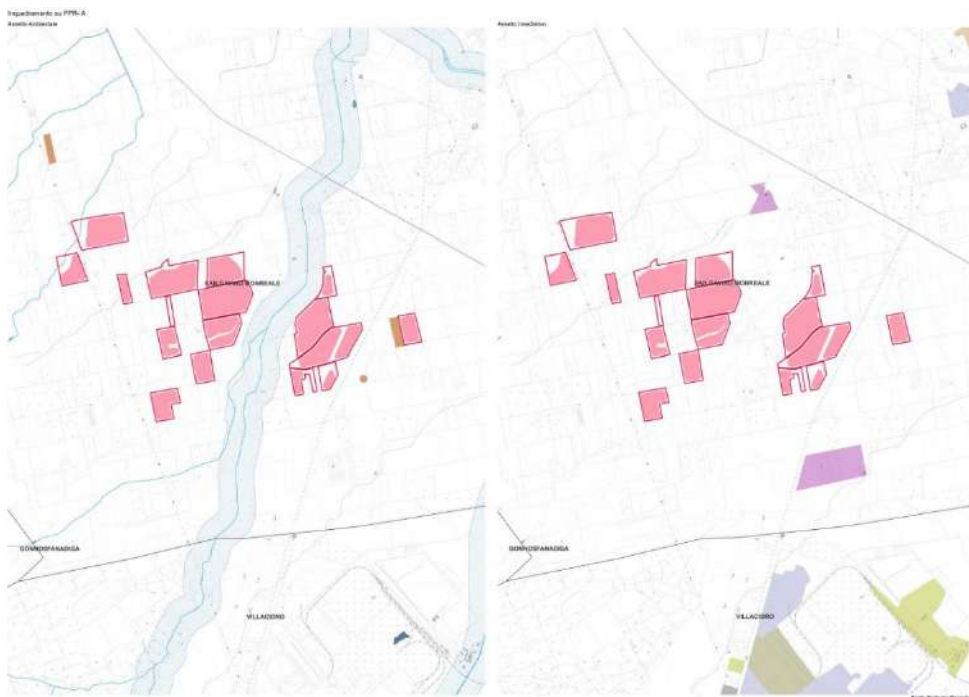 Inquadramento su PPR- A
Assetto Ambientale
Assetto Insediativo
SAN GAVINO MONREALE
SAN GAVINO MONREALE
GONNOSFANADIGA
GONNOSFANADIGA
VILLACIDRO
VILLACIDRO